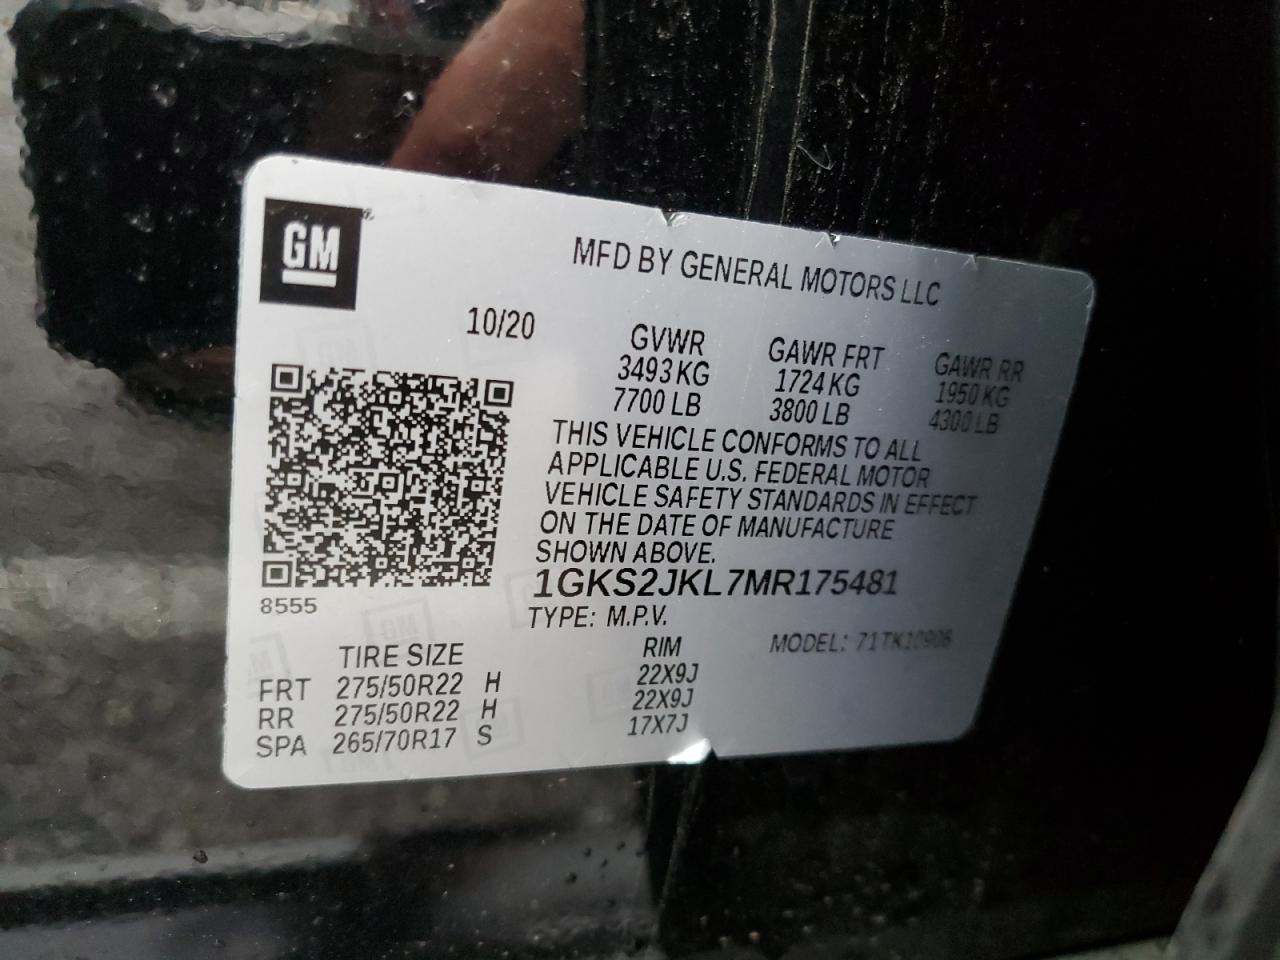 GM
MFD BY GENERAL MOTORS LLC
10/20
GVWR
3493 KG
7700 LB
GAWR FRT
1724 KG
3800 LB
GAWR RR
1950 KG
4300 LB
THIS VEHICLE CONFORMS TO ALL
APPLICABLE U.S. FEDERAL MOTOR
VEHICLE SAFETY STANDARDS IN EFFECT
ON THE DATE OF MANUFACTURE
SHOWN ABOVE.
1GKS2JKL7MR175481
8555
TYPE: M.P.V.
MODEL: 71TK10906
TIRE SIZE RIM
FRT 275/50R22 H 22X9J
RR 275/50R22 H 22X9J
SPA 265/70R17 S 17X7J